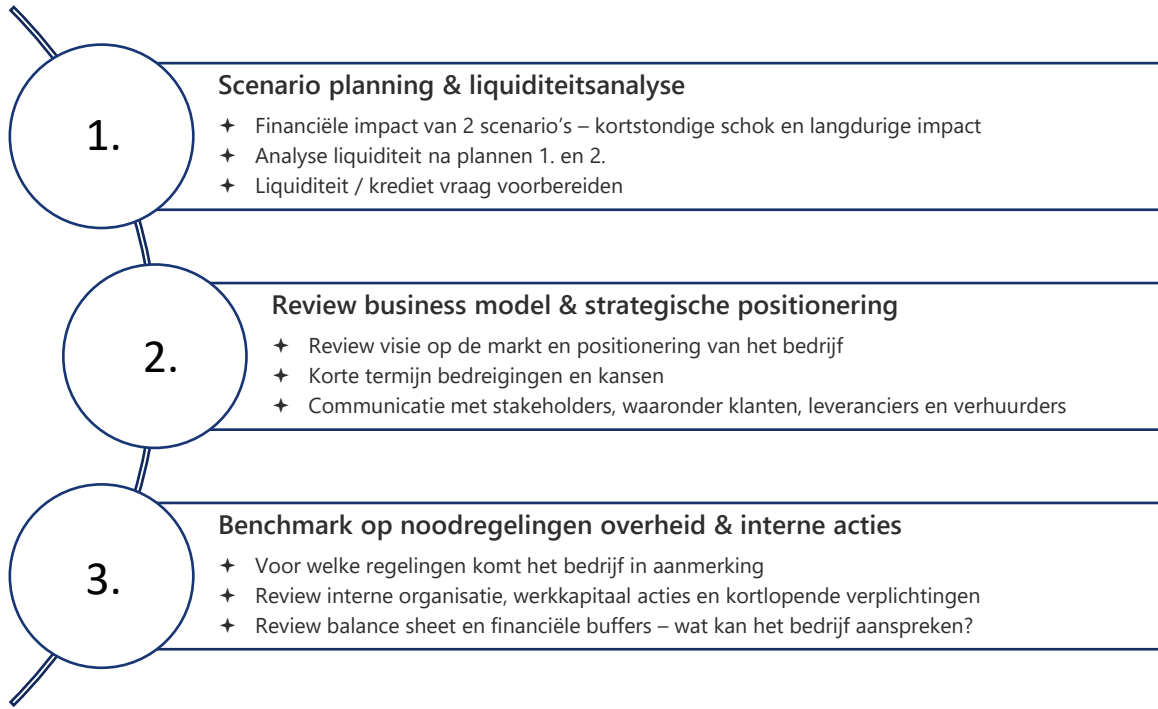 1.
Scenario planning & liquiditeitsanalyse
Financiële impact van 2 scenario's – kortstondige schok en langdurige impact
Analyse liquiditeit na plannen 1. en 2.
Liquiditeit / krediet vraag voorbereiden
2.
Review business model & strategische positionering
Review visie op de markt en positionering van het bedrijf
Korte termijn bedreigingen en kansen
Communicatie met stakeholders, waaronder klanten, leveranciers en verhuurders
3.
Benchmark op noodregelingen overheid & interne acties
Voor welke regelingen komt het bedrijf in aanmerking
Review interne organisatie, werkkapitaal acties en kortlopende verplichtingen
Review balance sheet en financiële buffers – wat kan het bedrijf aanspreken?